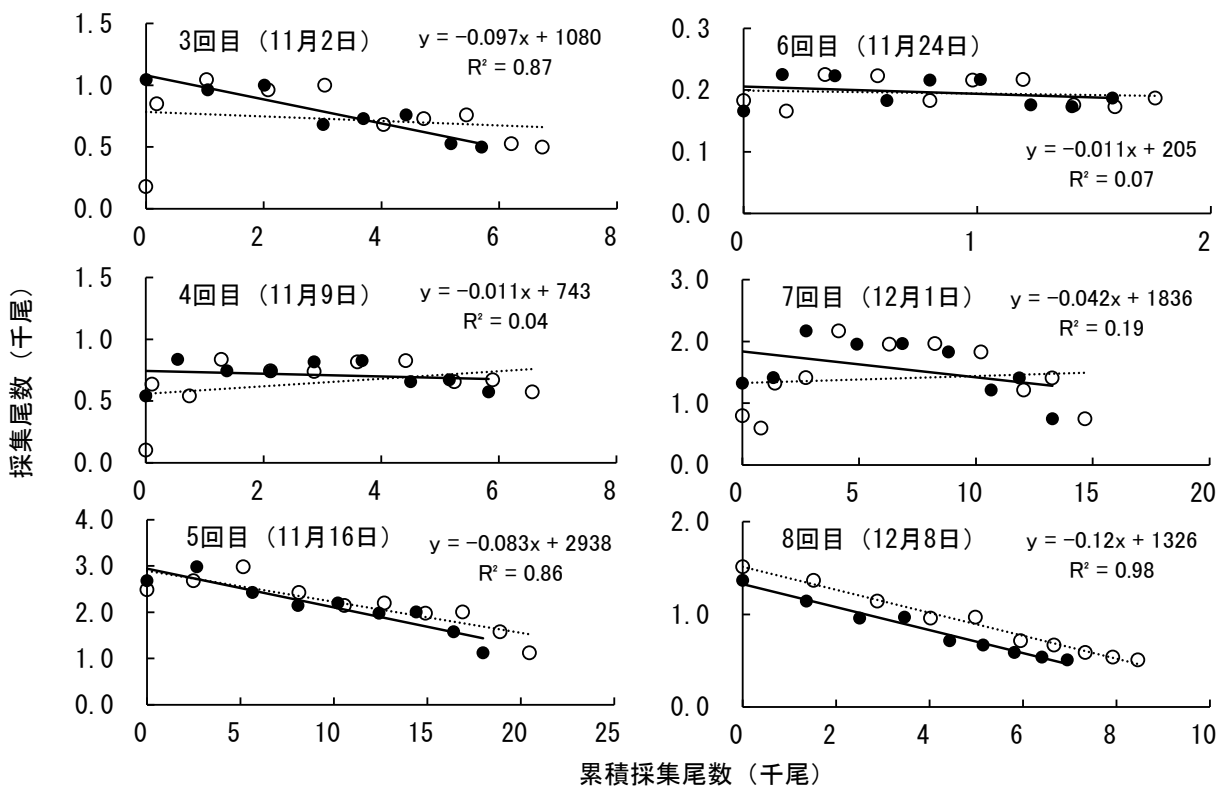 採集尾数（千尾）
3回目（11月2日）
y = −0.097x + 1080
R² = 0.87
1.5
1.0
0.5
0.0
0 2 4 6 8
6回目（11月24日）
y = −0.011x + 205
R² = 0.07
0.3
0.2
0.1
0.0
0 1 2
4回目（11月9日）
y = −0.011x + 743
R² = 0.04
1.5
1.0
0.5
0.0
0 2 4 6 8
7回目（12月1日）
y = −0.042x + 1836
R² = 0.19
3.0
2.0
1.0
0.0
0 5 10 15 20
5回目（11月16日）
y = −0.083x + 2938
R² = 0.86
4.0
3.0
2.0
1.0
0.0
0 5 10 15 20 25
8回目（12月8日）
y = −0.12x + 1326
R² = 0.98
2.0
1.0
0.0
0 2 4 6 8 10
累積採集尾数（千尾）